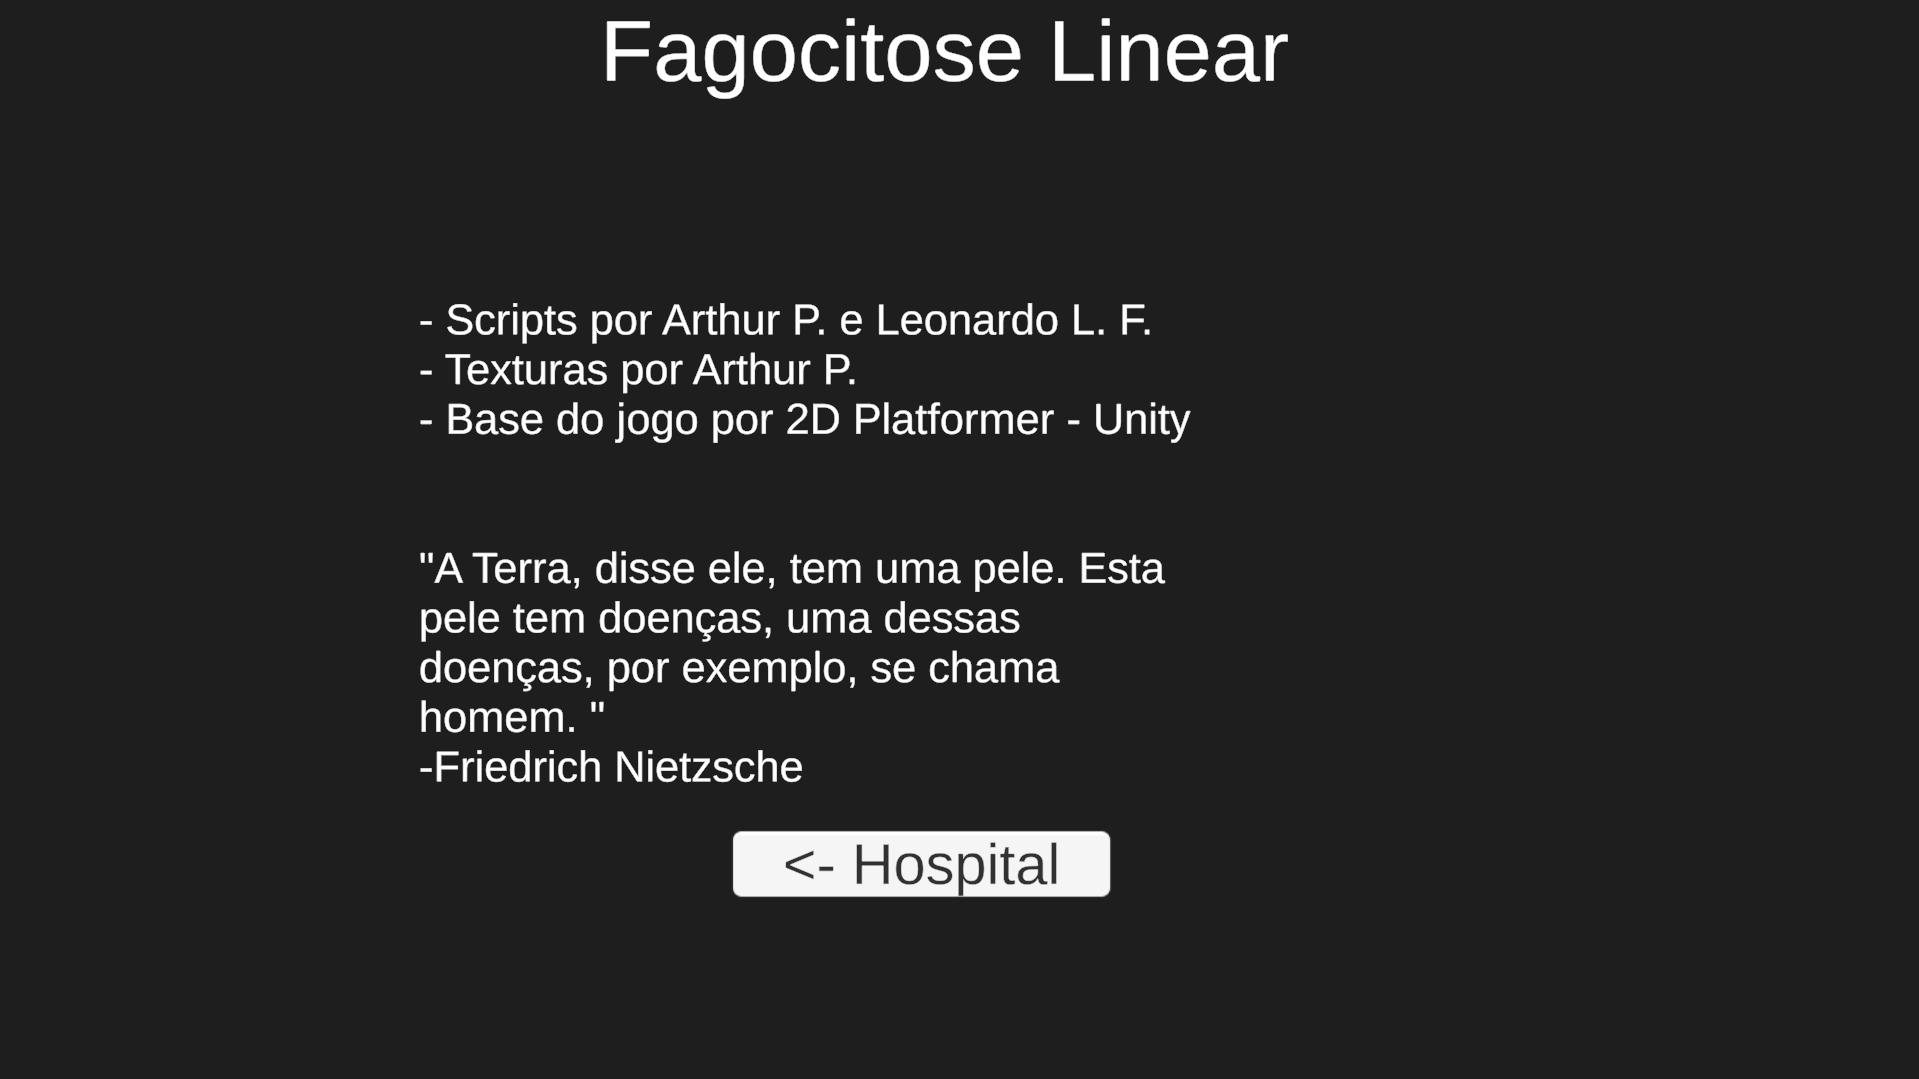 Fagocitose Linear
- Scripts por Arthur P. e Leonardo L. F.
- Texturas por Arthur P.
- Base do jogo por 2D Platformer - Unity
"A Terra, disse ele, tem uma pele. Esta
pele tem doenças, uma dessas
doenças, por exemplo, se chama
homem. "
-Friedrich Nietzsche
<- Hospital